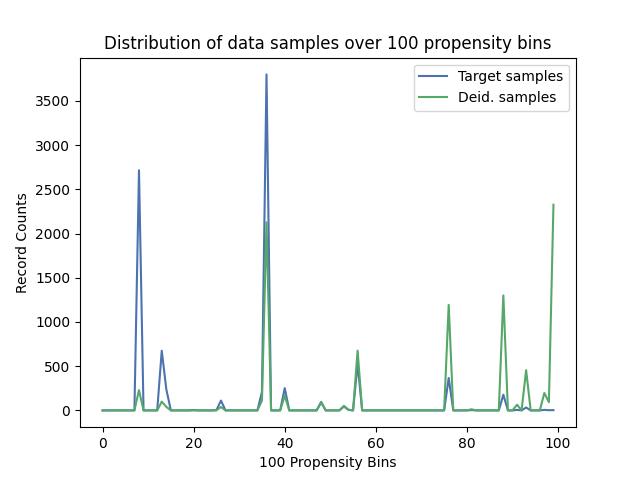 Distribution of data samples over 100 propensity bins
Target samples
Deid. samples
3500
3000
2500
2000
1500
1000
500
0
Record Counts
0 20 40 60 80 100
100 Propensity Bins